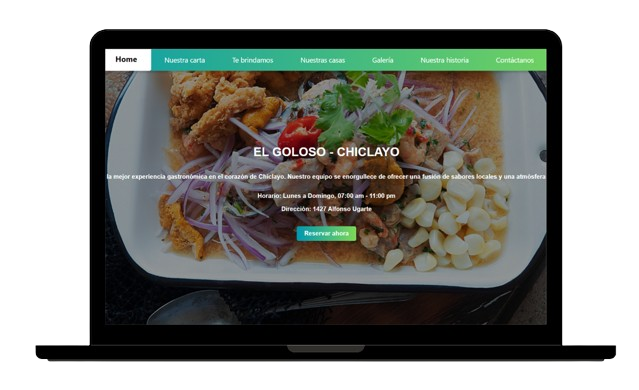 Home Nuestra carta Te brindamos Nuestras casas Galería Nuestra historia Contáctanos
EL GOLOSO - CHICLAYO
la mejor experiencia gastronómica en el corazón de Chiclayo. Nuestro equipo se enorgullece de ofrecer una fusión de sabores locales y una atmósfera
Horario: Lunes a Domingo, 07:00 am - 11:00 pm
Dirección: 1427 Alfonso Ugarte
Reservar ahora